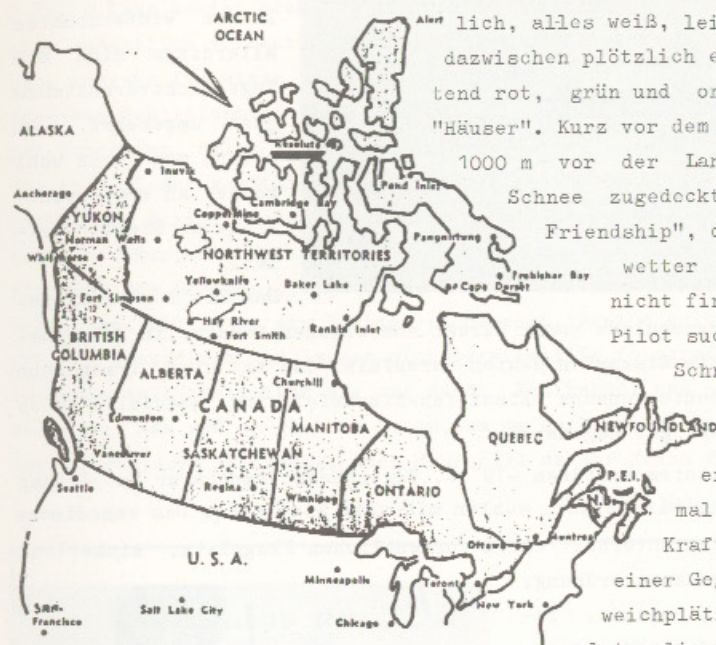 ARCTIC
OCEAN
Alert
ALASKA
Resolute
Inuvik
Pond Inlet
Anchorage
YUKON
Cambridge Bay
Coppermine
Norman Wells
Pangnirtung
Whitehorse
NORTHWEST TERRITORIES
Frobisher Bay
Cape Dorset
Yellowknife
Baker Lake
Fort Simpson
Hay River
Rankin Inlet
Fort Smith
BRITISH
COLUMBIA
ALBERTA
Churchill
CANADA
MANITOBA
Edmonton
QUEBEC
NEWFOUNDLAND
Vancouver
SASKATCHEWAN
Seattle
Regina
Winnipeg
ONTARIO
P.E.I.
N.B.
Ottawa
Montreal
U.S.A.
Minneapolis
Toronto
New York
San
Francisco
Salt Lake City
Chicago
lich, alles weiß, lei
dazwischen plötzlich e
tend rot, grün und or
"Häuser". Kurz vor dem
1000 m vor der Lan
Schnee zugedeckt
Friendship", d
wetter
nicht fin
Pilot suc
Schn
ei
mal
Kraf
einer Ge
weichplät